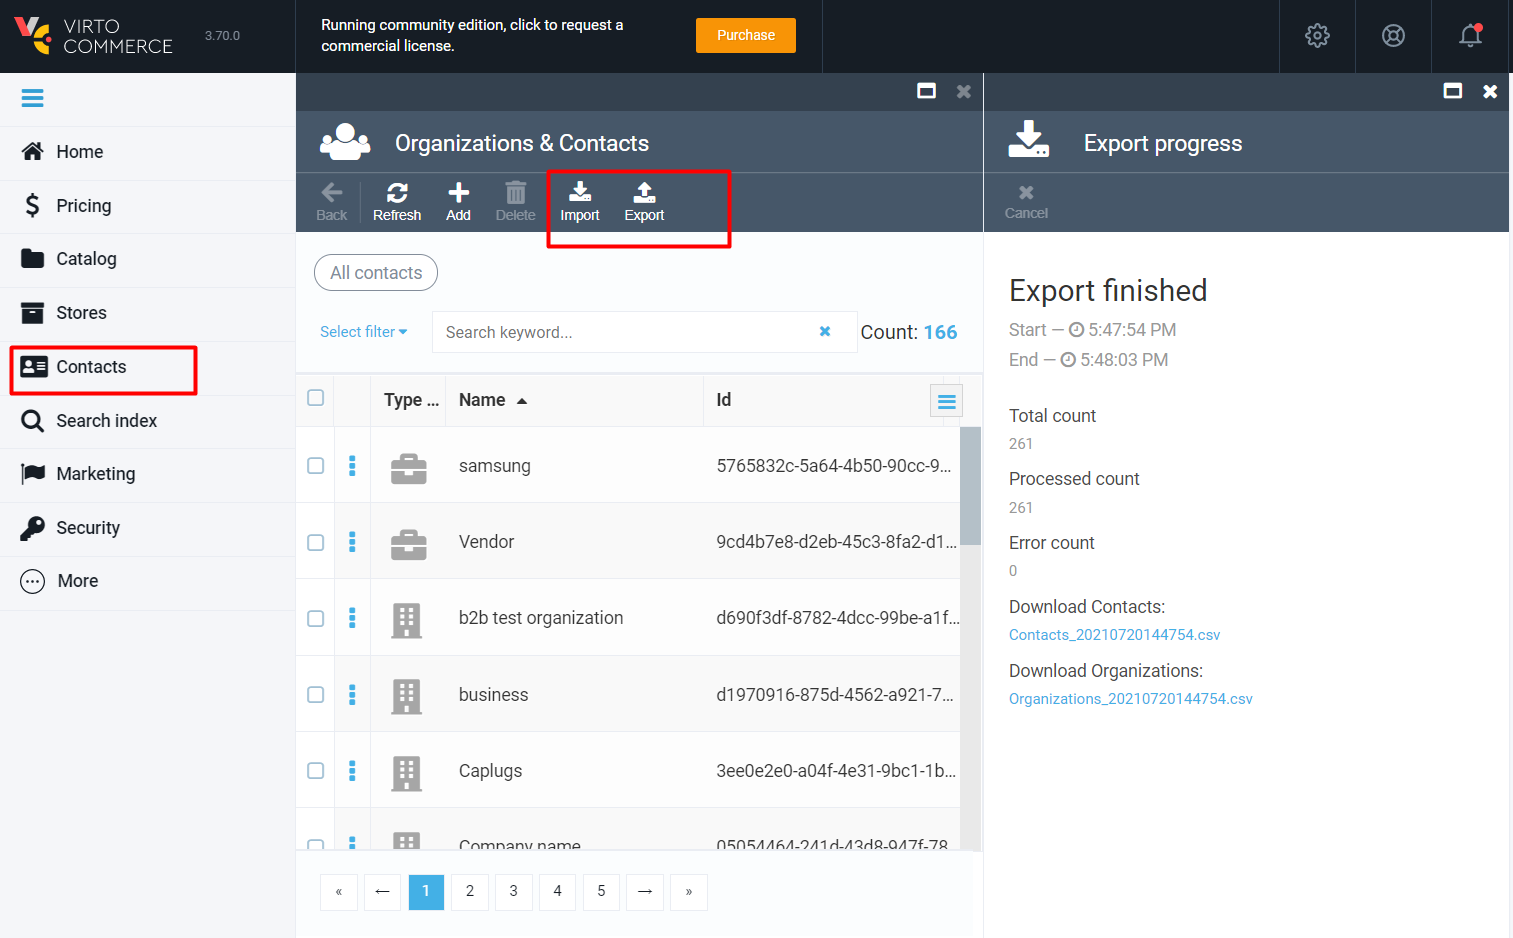 VIRTO
COMMERCE
3.70.0
Running community edition, click to request a
commercial license.
Purchase
Home
Pricing
Catalog
Stores
Contacts
Search index
Marketing
Security
More
Organizations & Contacts
Back
Refresh
Add
Delete
Import
Export
All contacts
Select filter
Search keyword...
Count: 166
Type ...
Name
Id
samsung
5765832c-5a64-4b50-90cc-9...
Vendor
9cd4b7e8-d2eb-45c3-8fa2-d1...
b2b test organization
d690f3df-8782-4dcc-99be-a1f...
business
d1970916-875d-4562-a921-7...
Caplugs
3ee0e2e0-a04f-4e31-9bc1-1b...
Company name
05054464-241d-43d8-947f-78
« ← 1 2 3 4 5 → »
Export progress
Cancel
Export finished
Start — 5:47:54 PM
End — 5:48:03 PM
Total count
261
Processed count
261
Error count
0
Download Contacts:
Contacts_20210720144754.csv
Download Organizations:
Organizations_20210720144754.csv